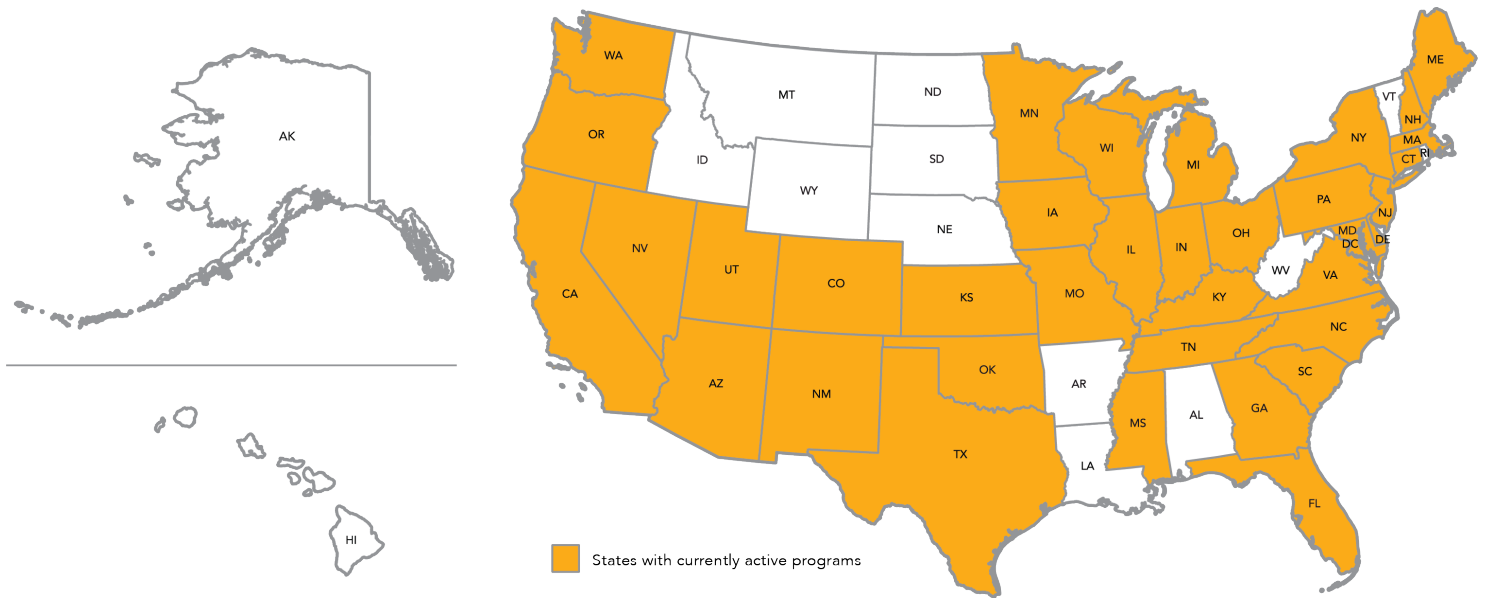 WA
OR
CA
NV
ID
MT
WY
UT
AZ
CO
NM
ND
SD
NE
KS
OK
TX
MN
IA
MO
AR
LA
WI
IL
MI
IN
OH
KY
TN
MS
AL
GA
FL
SC
NC
VA
WV
MD
DC
DE
PA
NJ
NY
CT
RI
MA
VT
NH
ME
AK
HI
States with currently active programs